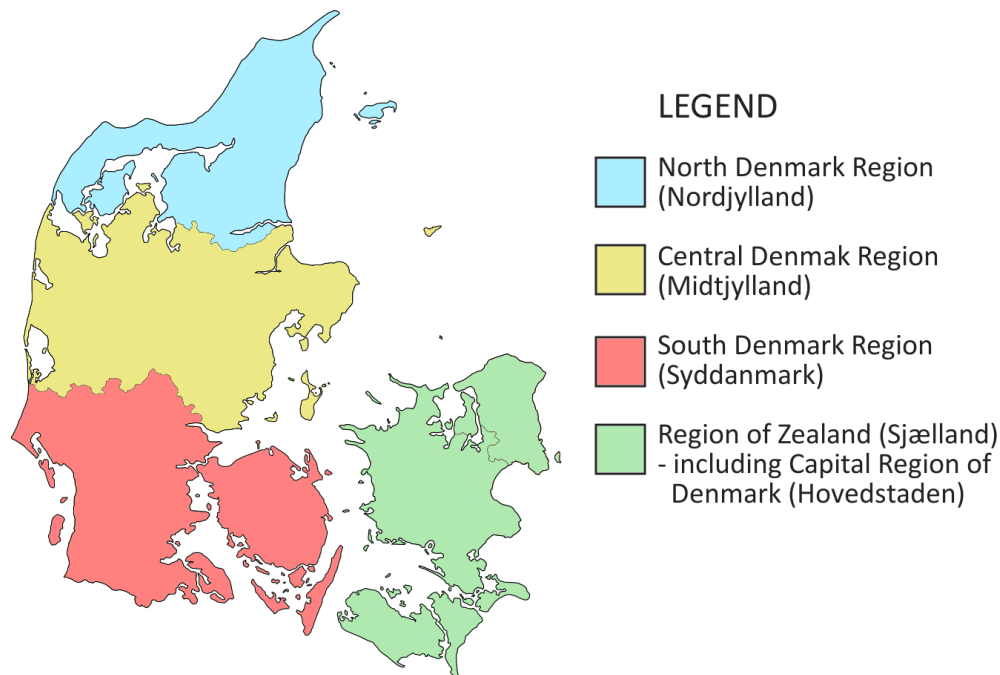 LEGEND
North Denmark Region
(Nordjylland)
Central Denmak Region
(Midtjylland)
South Denmark Region
(Syddanmark)
Region of Zealand (Sjælland)
- including Capital Region of
Denmark (Hovedstaden)